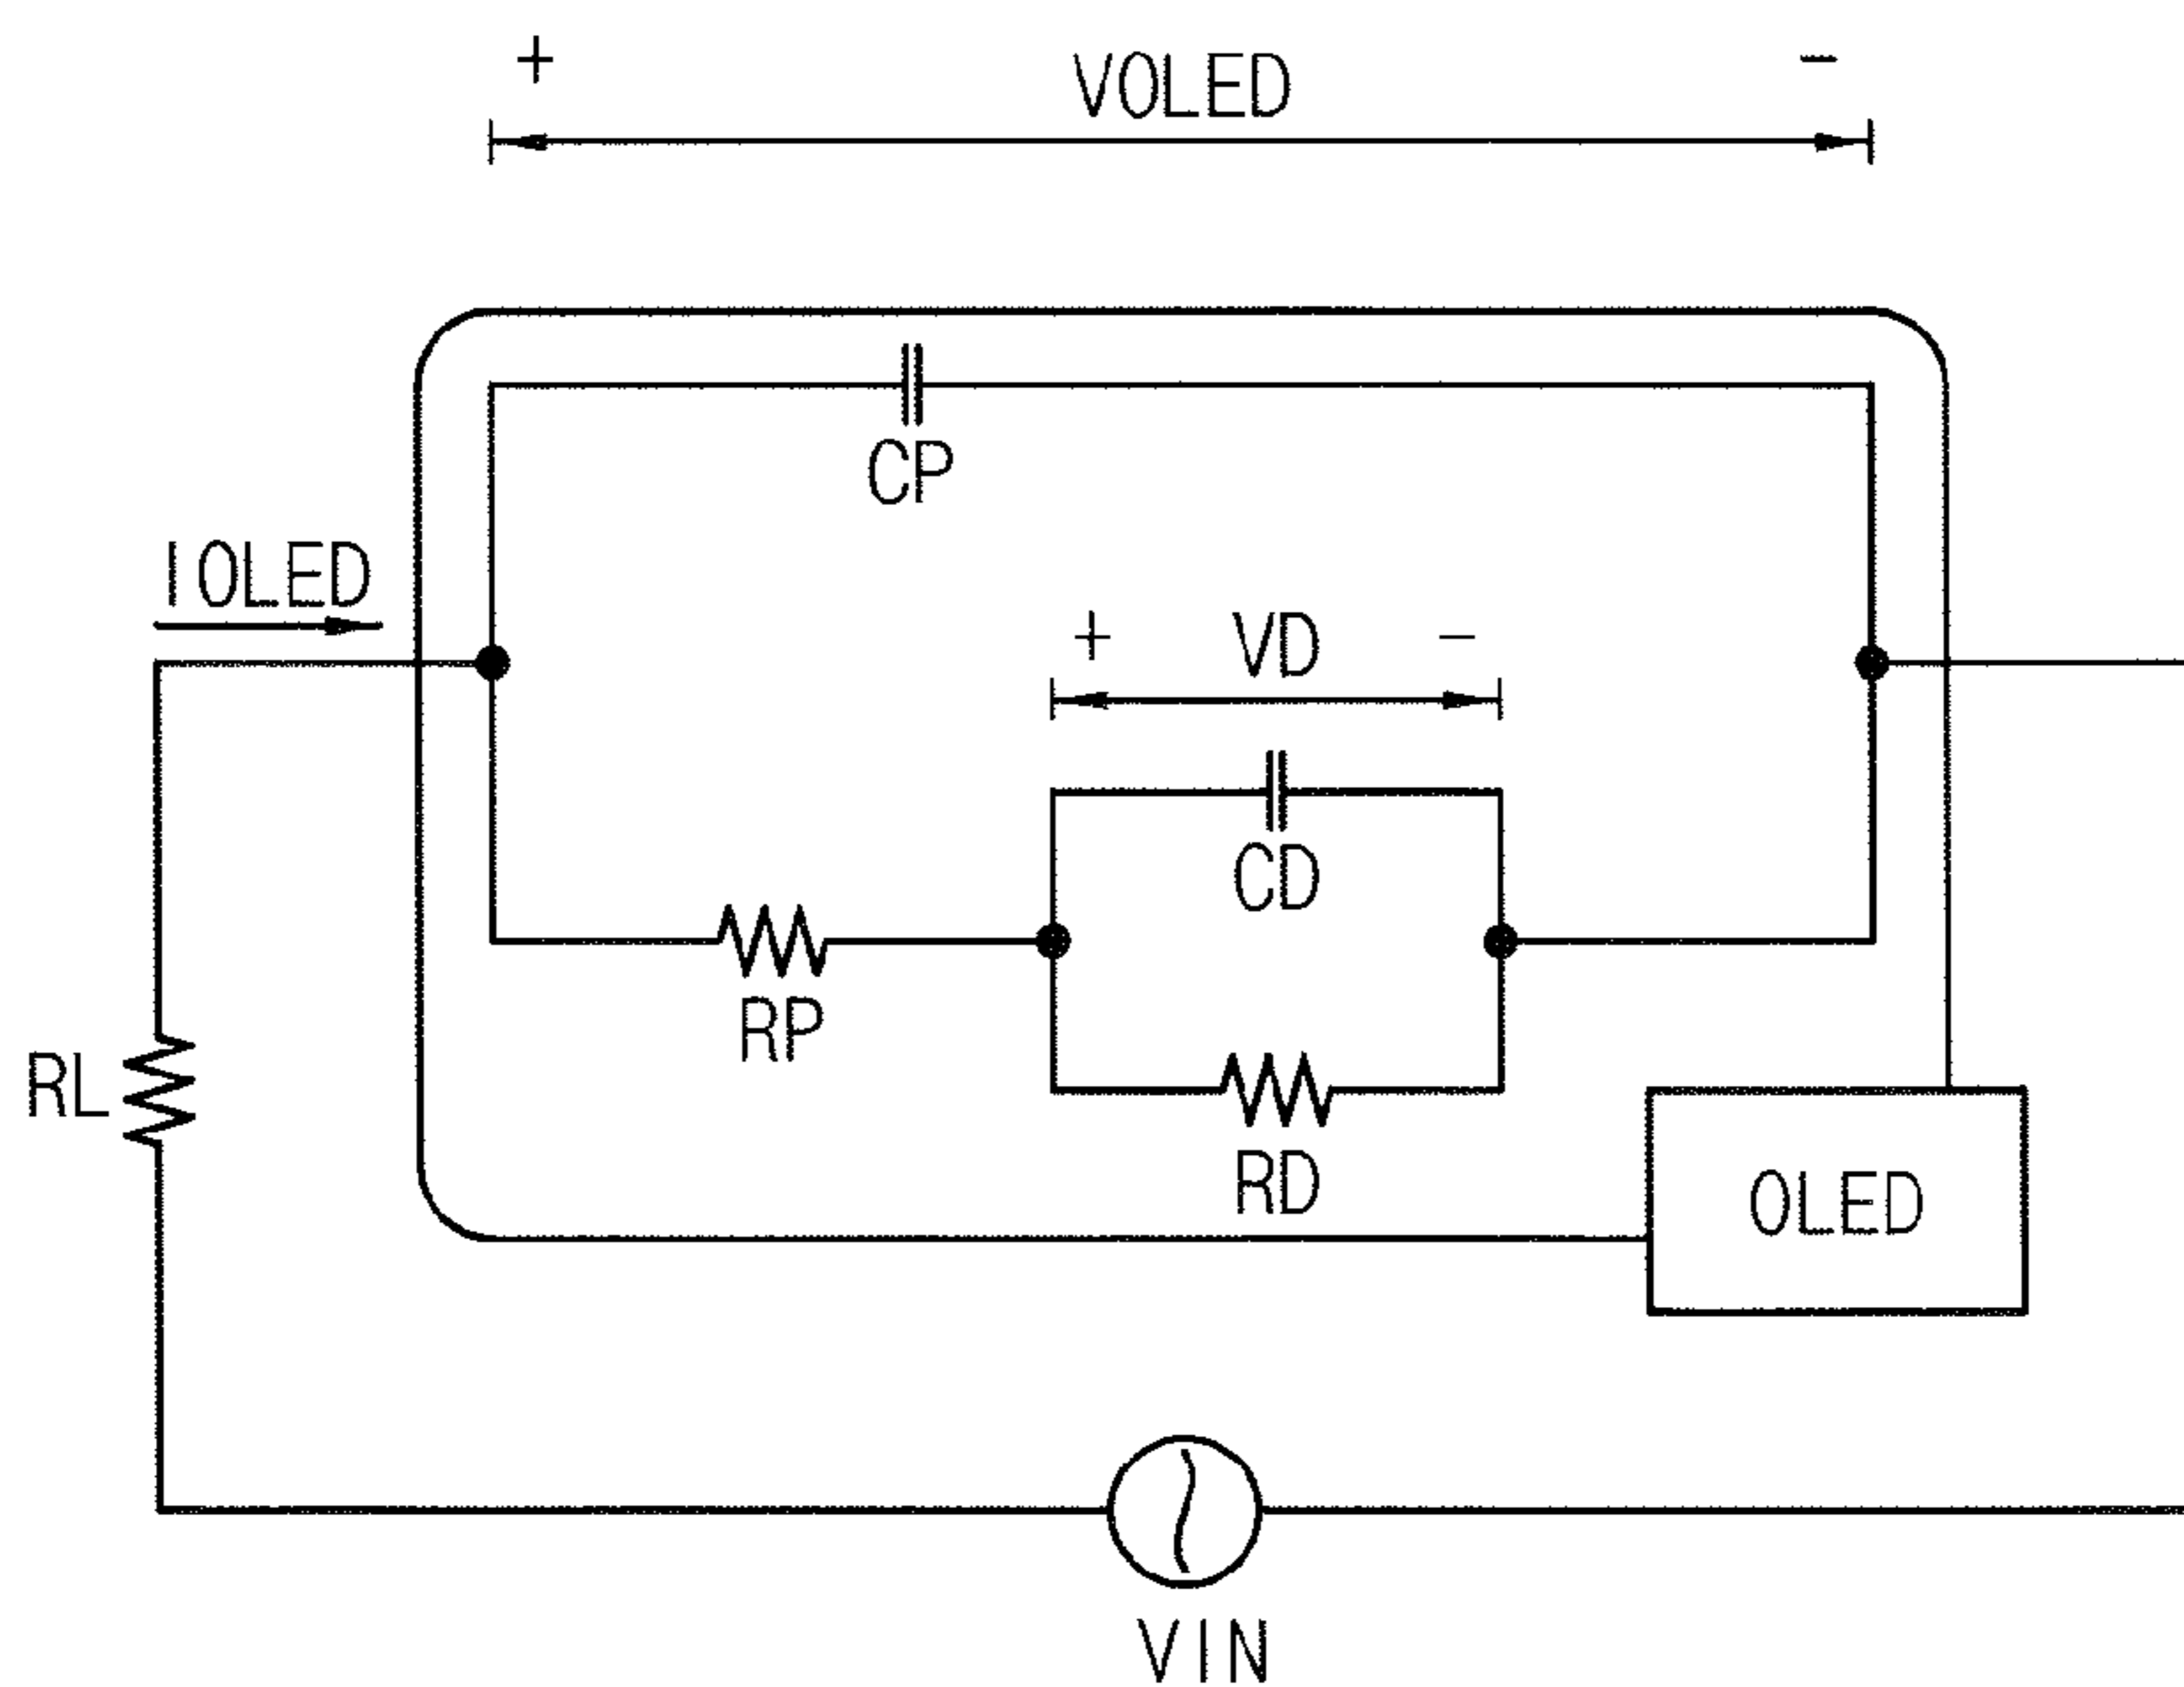 + VOLED -
CP
IOLED
+ VD -
CD
RP
RL
RD
OLED
VIN